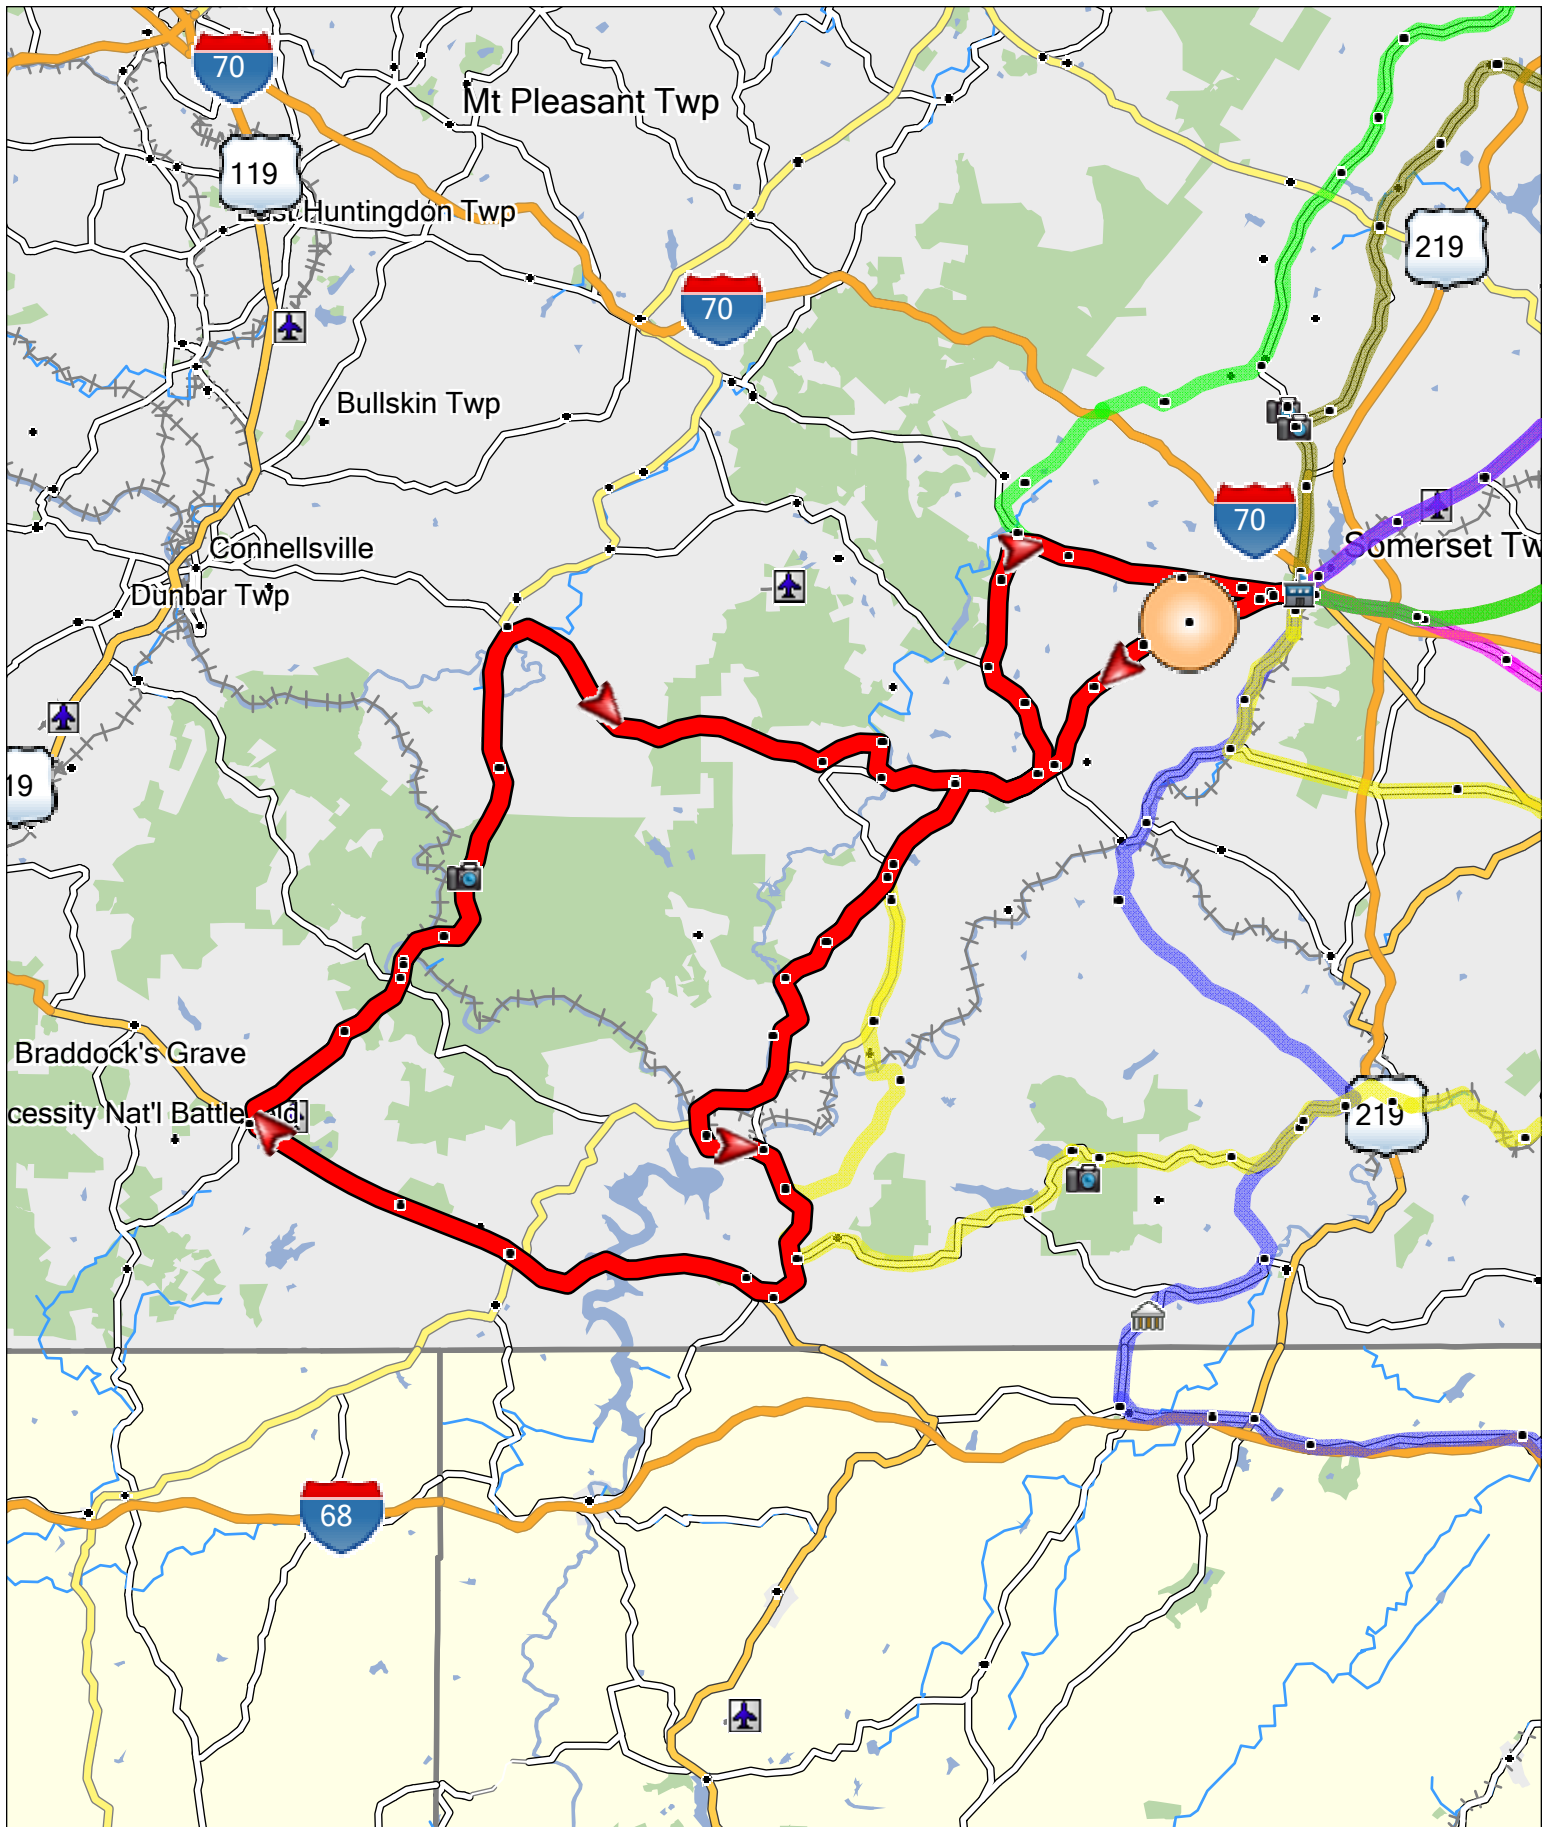 70
Mt Pleasant Twp
119
East Huntingdon Twp
219
70
Bullskin Twp
70
Somerset Tw
Connellsville
Dunbar Twp
19
Braddock's Grave
cessity Nat'l Battlefield
219
68